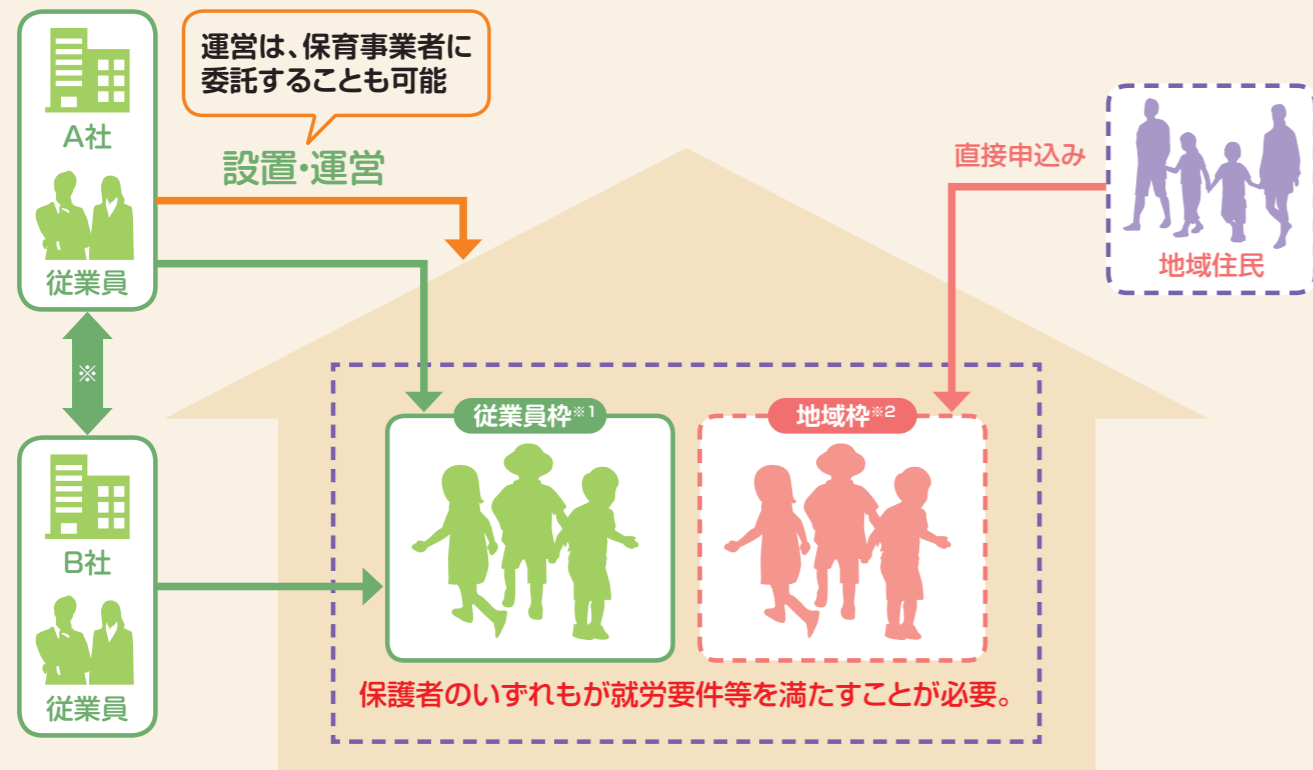 運営は、保育事業者に
委託することも可能
A社
従業員
設置・運営
直接申込み
地域住民
※
B社
従業員
従業員枠※1
地域枠※2
保護者のいずれもが就労要件等を満たすことが必要。